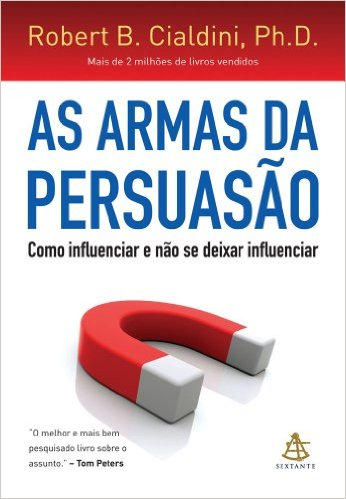 Robert B. Cialdini, Ph.D.
Mais de 2 milhões de livros vendidos
AS ARMAS DA
PERSUASÃO
Como influenciar e não se deixar influenciar
"O melhor e mais bem
pesquisado livro sobre o
assunto." – Tom Peters
SEXTANTE